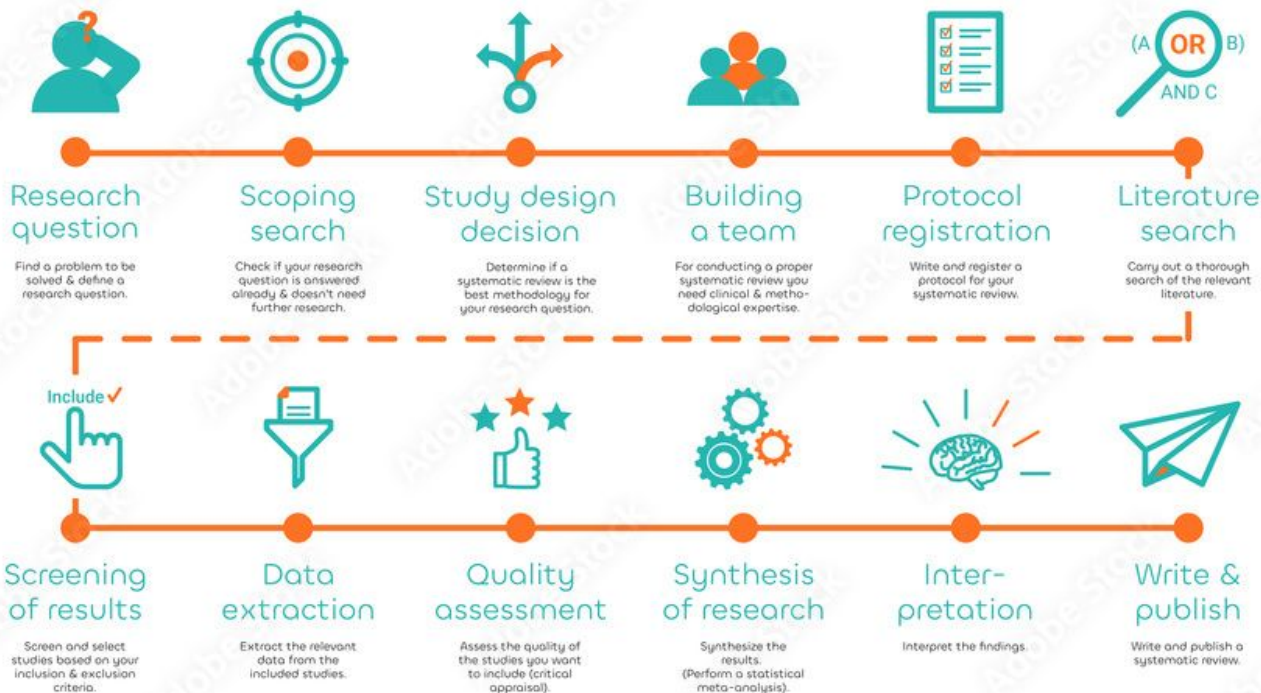 ?
(A OR B)
AND C
Research
question
Find a problem to be
solved & define a
research question.
Scoping
search
Check if your research
question is answered
already & doesn't need
further research.
Study design
decision
Determine if a
systematic review is the
best methodology for
your research question.
Building
a team
For conducting a proper
systematic review you
need clinical & metho-
dological expertise.
Protocol
registration
Write and register a
protocol for your
systematic review.
Literature
search
Carry out a thorough
search of the relevant
literature.
Include
Screening
of results
Screen and select
studies based on your
inclusion & exclusion
criteria.
Data
extraction
Extract the relevant
data from the
included studies.
Quality
assessment
Assess the quality of
the studies you want
to include (critical
appraisal).
Synthesis
of research
Synthesize the
results.
(Perform a statistical
meta-analysis).
Inter-
pretation
Interpret the findings.
Write &
publish
Write and publish a
systematic review.
Adobe Stock